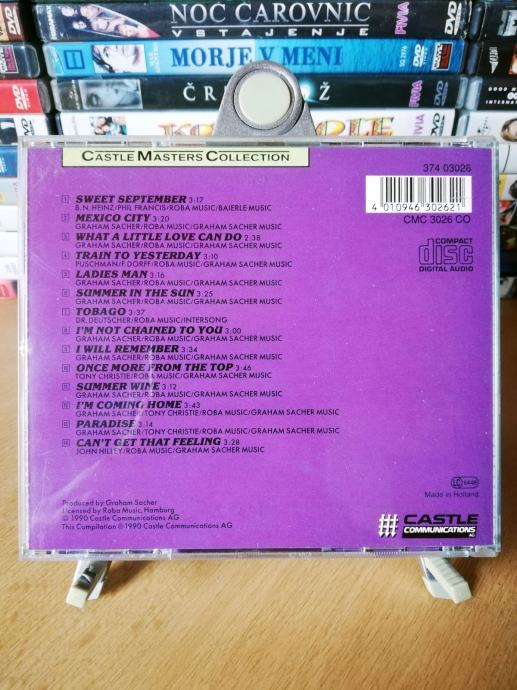 NOČ ČAROVNIC
VSTAJENJE
DVD
MORJE V MENI
DVD
FIVIA
DVD
CASTLE MASTERS COLLECTION
374 03026
4 010946 302621
CMC 3026 CO
COMPACT
disc
DIGITAL AUDIO
1 SWEET SEPTEMBER 3:17
B. N. HEINZ/PHIL FRANCIS/ROBA MUSIC/BAIERLE MUSIC
2 MEXICO CITY 3:20
GRAHAM SACHER/ROBA MUSIC/GRAHAM SACHER MUSIC
3 WHAT A LITTLE LOVE CAN DO 2:38
GRAHAM SACHER/ROBA MUSIC/GRAHAM SACHER MUSIC
4 TRAIN TO YESTERDAY 3:10
PUSCHMAN/F. DORFF/ROBA MUSIC/GRAHAM SACHER MUSIC
5 LADIES MAN 3:16
GRAHAM SACHER/ROBA MUSIC/GRAHAM SACHER MUSIC
6 SUMMER IN THE SUN 3:25
GRAHAM SACHER/ROBA MUSIC/GRAHAM SACHER MUSIC
7 TOBAGO 3:37
DR. DEUTSCHER/ROBA MUSIC/INTERSONG
8 I'M NOT CHAINED TO YOU 3:00
GRAHAM SACHER/ROBA MUSIC/GRAHAM SACHER MUSIC
9 I WILL REMEMBER 3:34
GRAHAM SACHER/ROBA MUSIC/GRAHAM SACHER MUSIC
10 ONCE MORE FROM THE TOP 3:46
TONY CHRISTIE/ROBA MUSIC/GRAHAM SACHER MUSIC
11 SUMMER WINE 3:12
GRAHAM SACHER/ROBA MUSIC/GRAHAM SACHER MUSIC
12 I'M COMING HOME 3:43
GRAHAM SACHER/TONY CHRISTIE/ROBA MUSIC/GRAHAM SACHER MUSIC
13 PARADISE 3:14
GRAHAM SACHER/TONY CHRISTIE/ROBA MUSIC/GRAHAM SACHER MUSIC
14 CAN'T GET THAT FEELING 3:28
JOHN HILLEY/ROBA MUSIC/GRAHAM SACHER MUSIC
LC 6448
Made in Holland
Produced by Graham Sacher
Licensed by Roba Music, Hamburg
℗ 1990 Castle Communications AG
This Compilation © 1990 Castle Communications AG
CASTLE
COMMUNICATIONS
AG